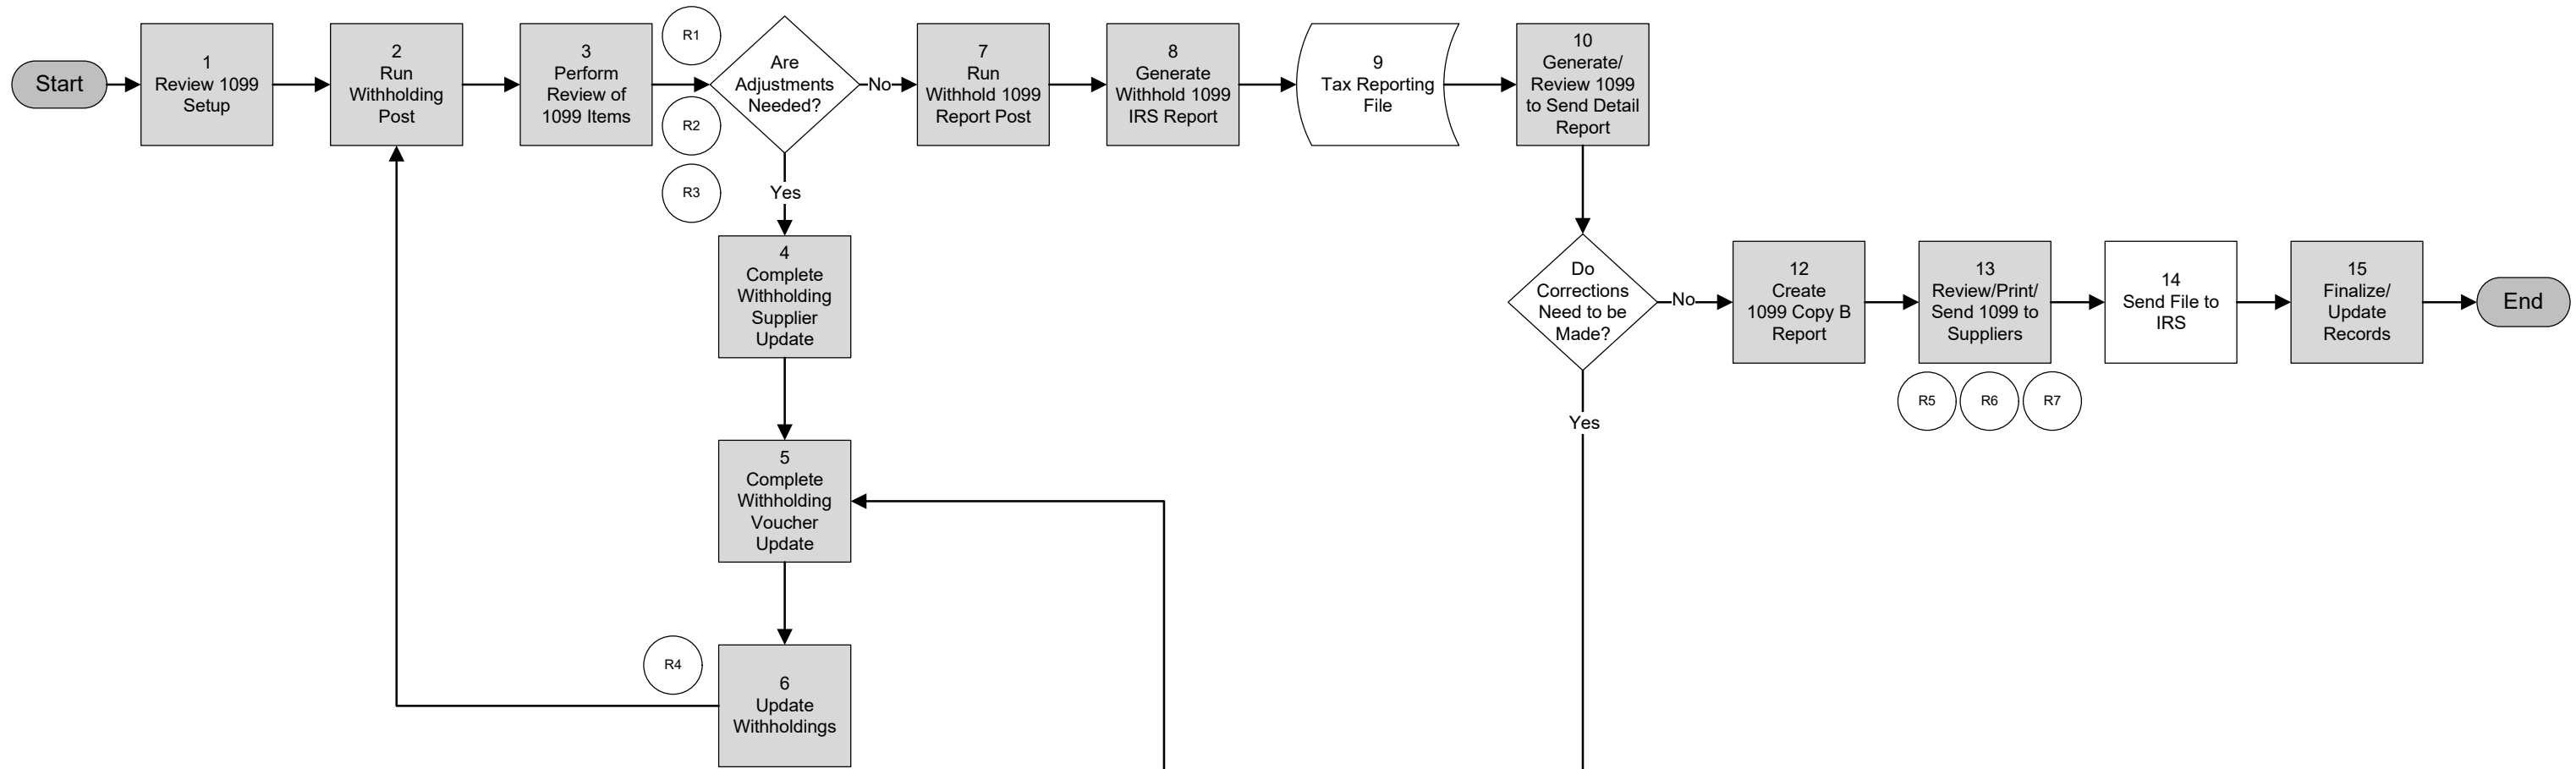 Start
1
Review 1099
Setup
2
Run
Withholding
Post
3
Perform
Review of
1099 Items
R1
R2
R3
Are
Adjustments
Needed?
No
Yes
7
Run
Withhold 1099
Report Post
8
Generate
Withhold 1099
IRS Report
9
Tax Reporting
File
10
Generate/
Review 1099
to Send Detail
Report
4
Complete
Withholding
Supplier
Update
5
Complete
Withholding
Voucher
Update
6
Update
Withholdings
R4
Do
Corrections
Need to be
Made?
No
Yes
12
Create
1099 Copy B
Report
13
Review/Print/
Send 1099 to
Suppliers
R5
R6
R7
14
Send File to
IRS
15
Finalize/
Update
Records
End